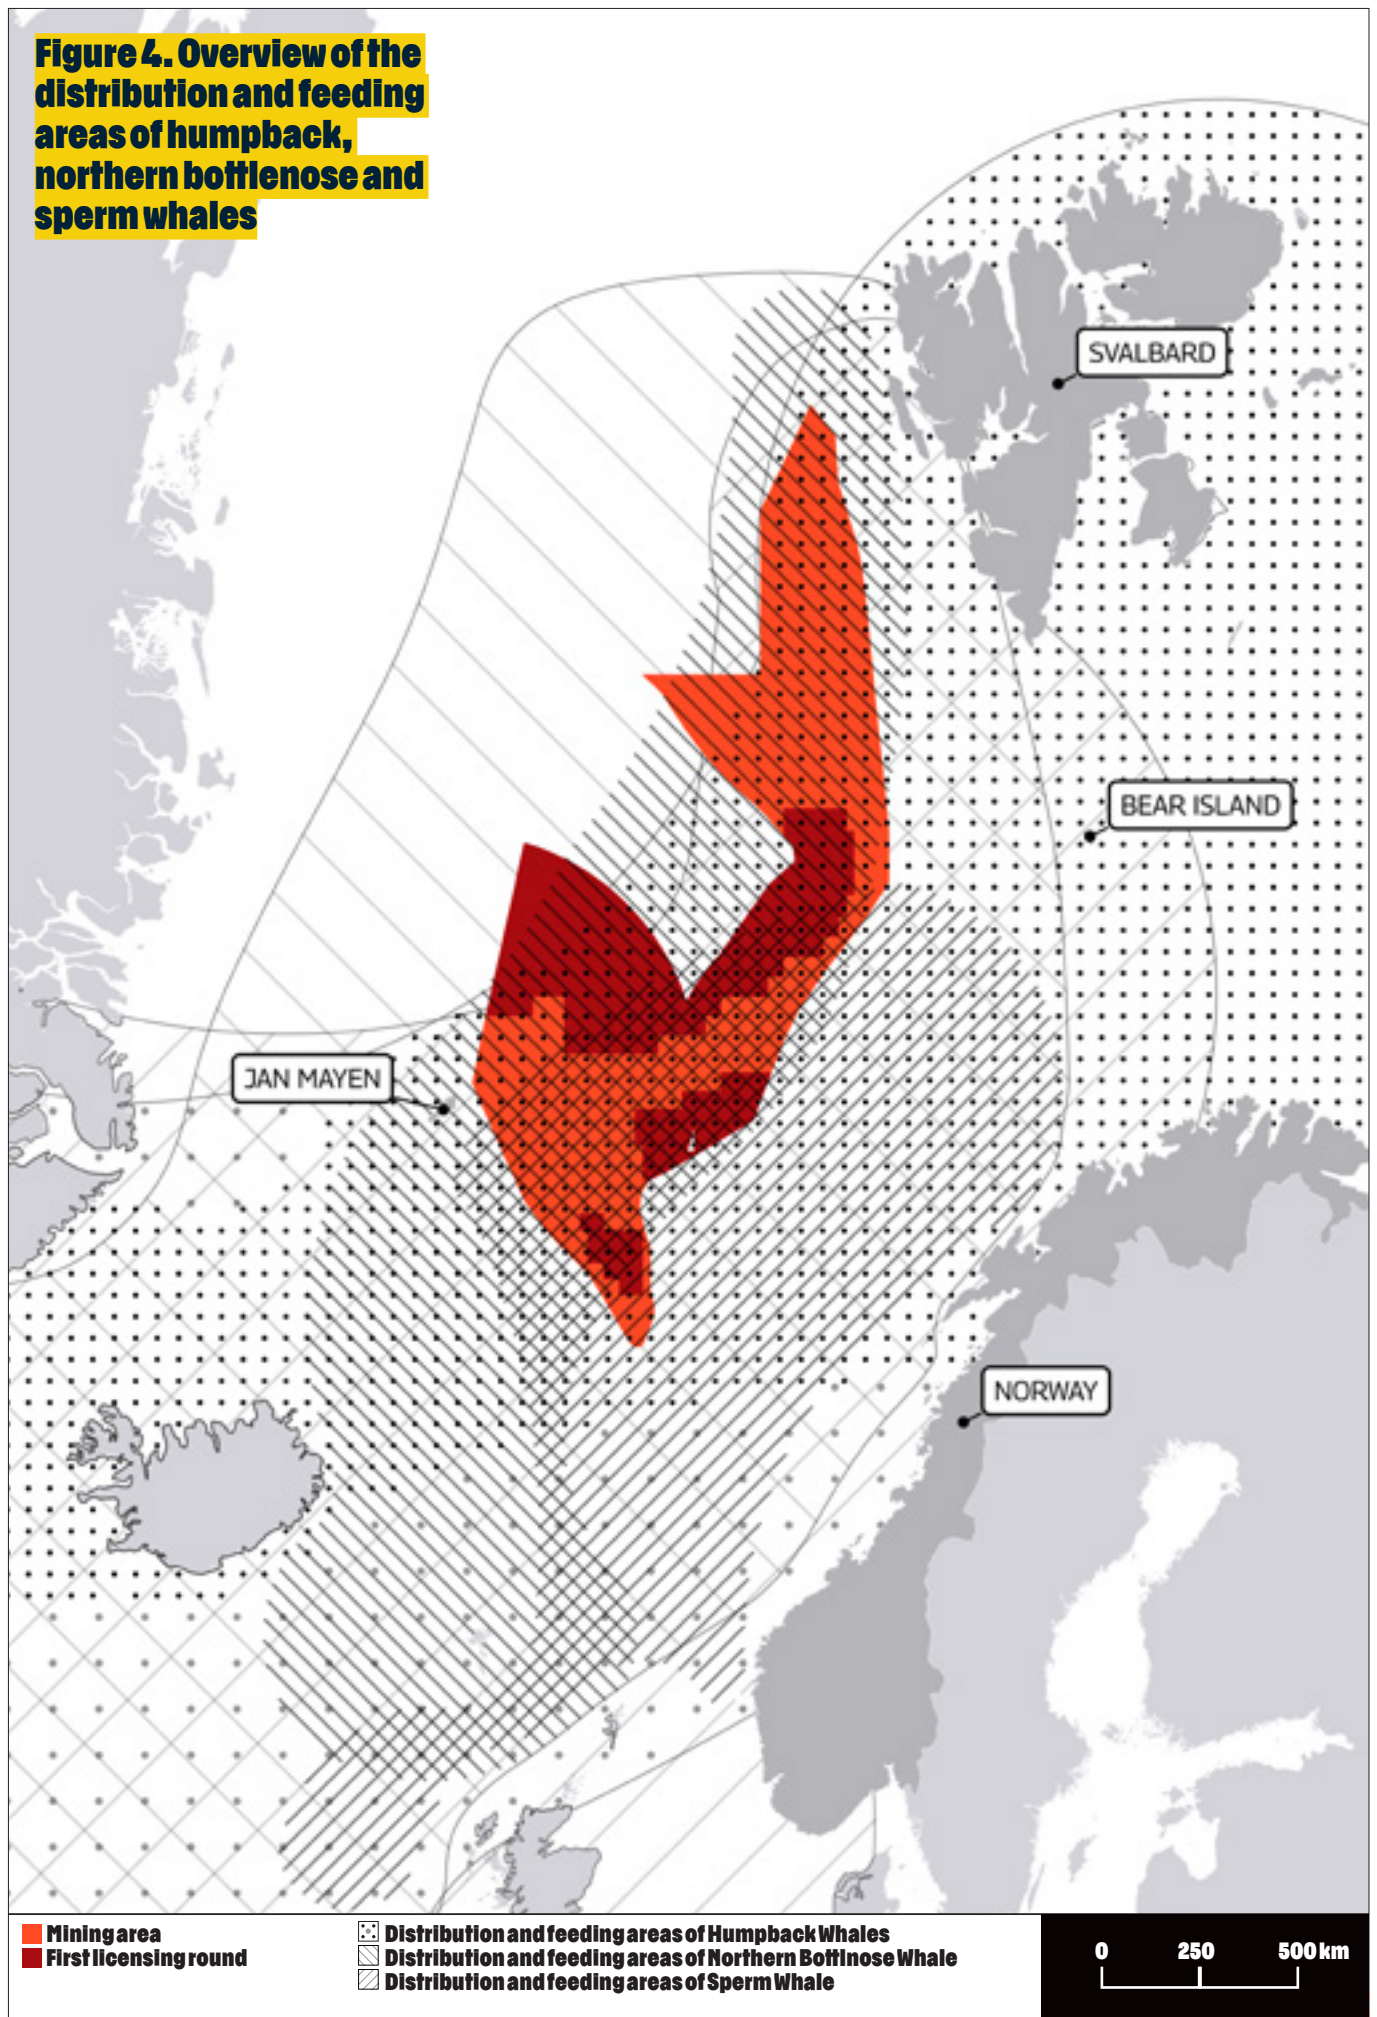 Figure 4. Overview of the
distribution and feeding
areas of humpback,
northern bottlenose and
sperm whales
SVALBARD
BEAR ISLAND
JAN MAYEN
NORWAY
Mining area
First licensing round
Distribution and feeding areas of Humpback Whales
Distribution and feeding areas of Northern Bottlnose Whale
Distribution and feeding areas of Sperm Whale
0 250 500 km